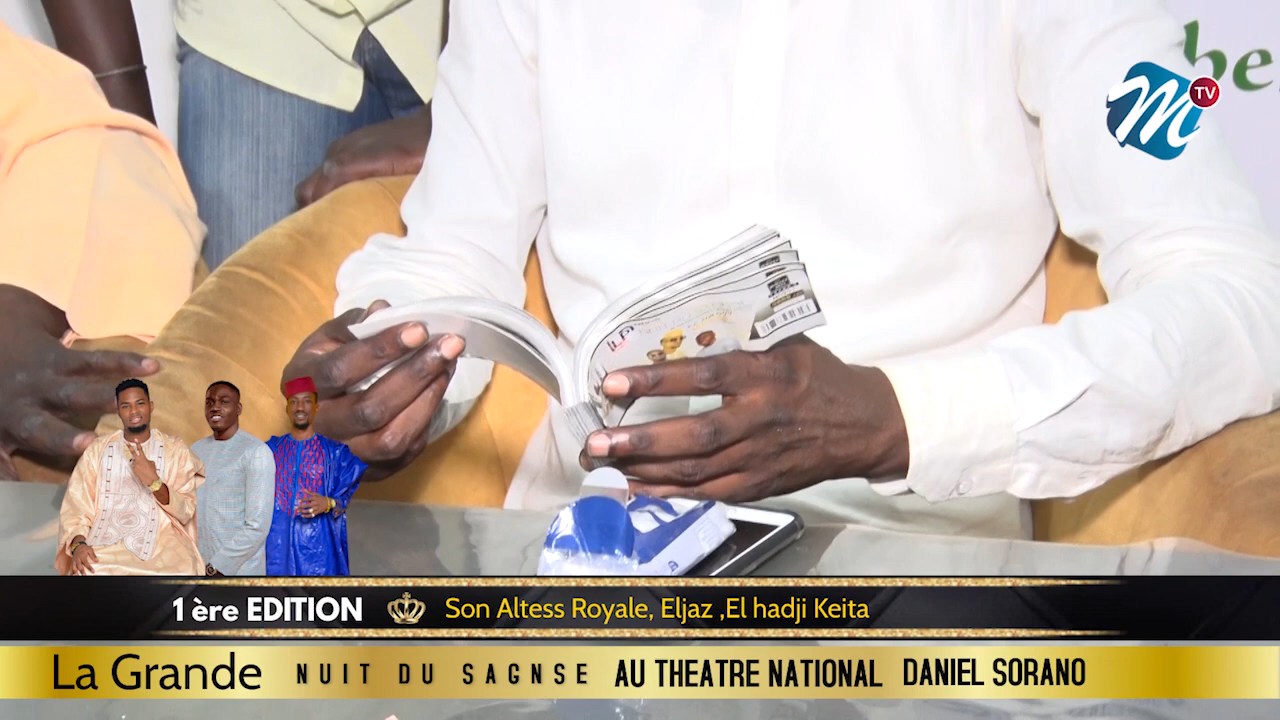 be
M TV
1 ère EDITION Son Altess Royale, Eljaz ,El hadji Keita
La Grande NUIT DU SAGNSE AU THEATRE NATIONAL DANIEL SORANO